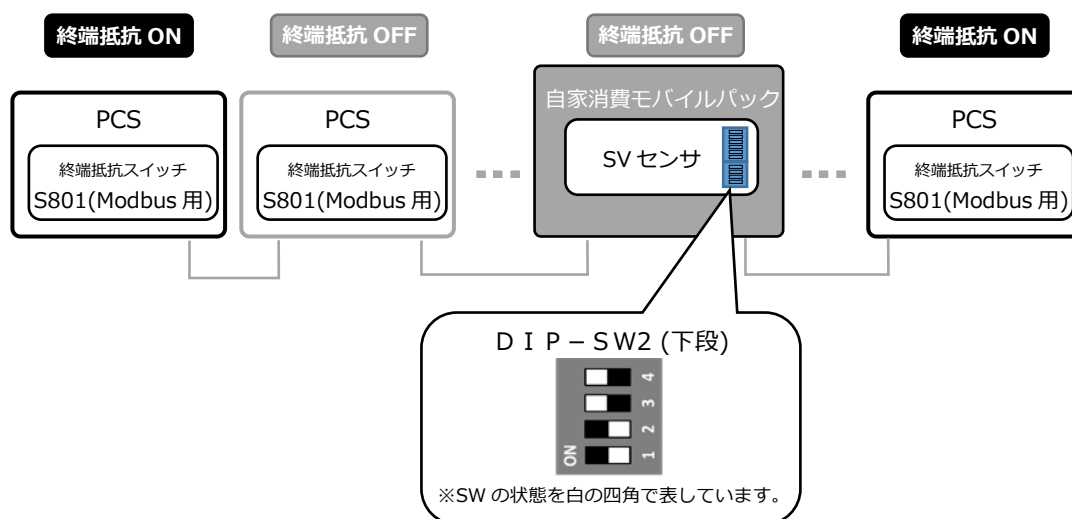 終端抵抗 ON
終端抵抗 OFF
終端抵抗 OFF
終端抵抗 ON
PCS
終端抵抗スイッチ
S801(Modbus 用)
PCS
終端抵抗スイッチ
S801(Modbus 用)
自家消費モバイルパック
SV センサ
PCS
終端抵抗スイッチ
S801(Modbus 用)
ＤＩＰ－ＳＷ2 (下段)
4
3
2
1
ON
※SW の状態を白の四角で表しています。